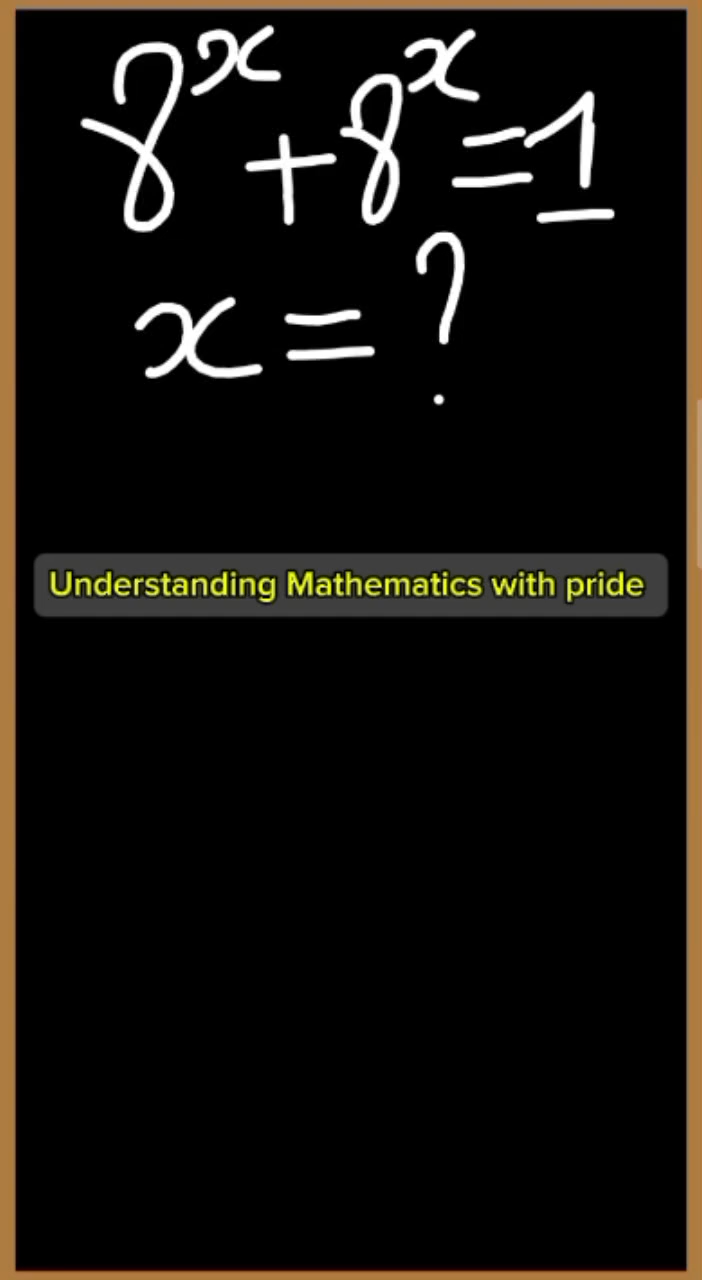 8^x + 8^x = 1
x = ?
Understanding Mathematics with pride